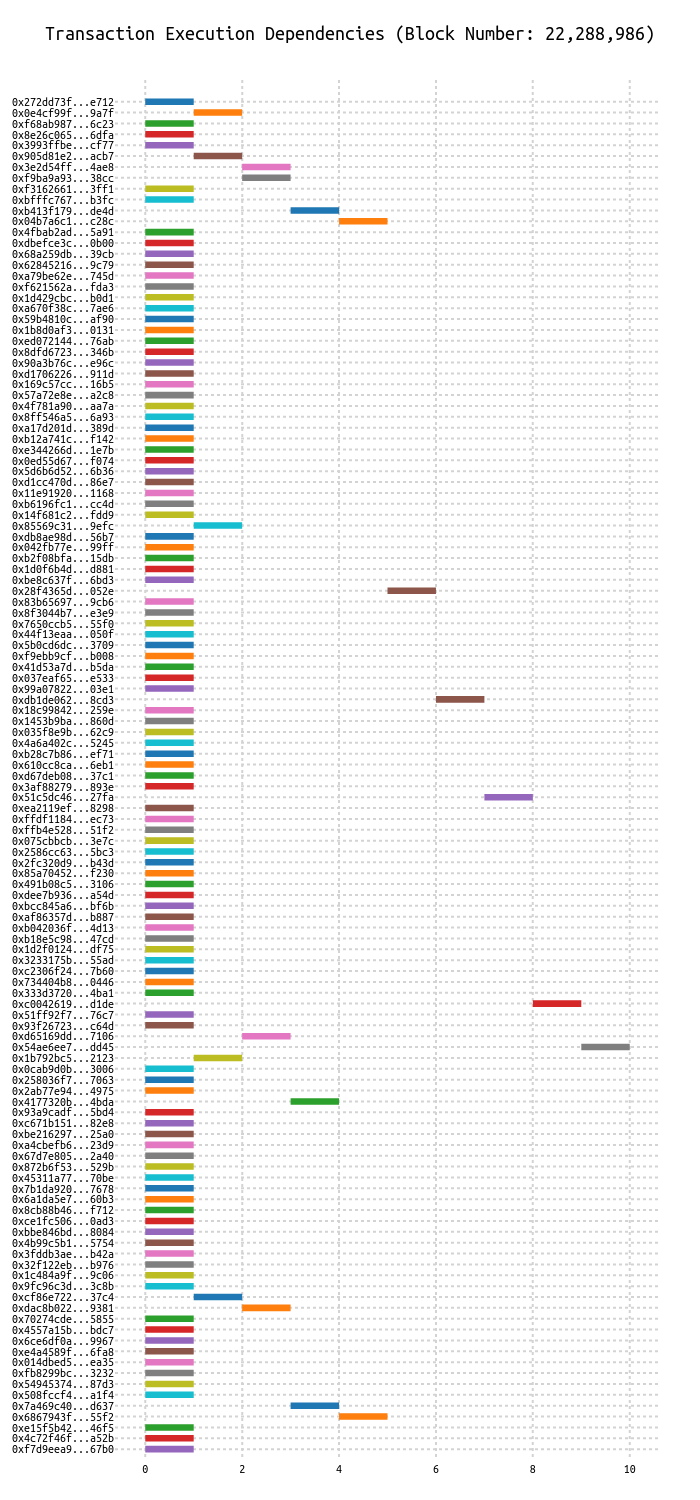 Transaction Execution Dependencies (Block Number: 22,288,986)
0x272dd73f...e712
0x0e4cf99f...9a7f
0xf68ab987...6c23
0x8e26c065...6dfa
0x3993ffbe...cf77
0x905d81e2...acb7
0x3e2d54ff...4ae8
0xf9ba9a93...38cc
0xf3162661...3ff1
0xbfffc767...b3fc
0xb413f179...de4d
0x04b7a6c1...c28c
0x4fbab2ad...5a91
0xdbefce3c...0b00
0x68a259db...39cb
0x62845216...9c79
0xa79be62e...745d
0xf621562a...fda3
0x1d429cbc...b0d1
0xa670f38c...7ae6
0x59b4810c...af90
0x1b8d0af3...0131
0xed072144...76ab
0x8dfd6723...346b
0x90a3b76c...e96c
0xd1706226...911d
0x169c57cc...16b5
0x57a72e8e...a2c8
0x4f781a90...aa7a
0x8ff546a5...6a93
0xa17d201d...389d
0xb12a741c...f142
0xe344266d...1e7b
0x0ed55d67...f074
0x5d6b6d52...6b36
0xd1cc470d...86e7
0x11e91920...1168
0xb6196fc1...cc4d
0x14f681c2...fdd9
0x85569c31...9efc
0xdb8ae98d...56b7
0x042fb77e...99ff
0xb2f08bfa...15db
0x1d0f6b4d...d881
0xbe8c637f...6bd3
0x28f4365d...052e
0x83b65697...9cb6
0x8f3044b7...e3e9
0x7650ccb5...55f0
0x44f13eaa...050f
0x5b0cd6dc...3709
0xf9ebb9cf...b008
0x41d53a7d...b5da
0x037eaf65...e533
0x99a07822...03e1
0xdb1de062...8cd3
0x18c99842...259e
0x1453b9ba...860d
0x035f8e9b...62c9
0x4a6a402c...5245
0xb28c7b86...ef71
0x610cc8ca...6eb1
0xd67deb08...37c1
0x3af88279...893e
0x51c5dc46...27fa
0xea2119ef...8298
0xffdf1184...ec73
0xffb4e528...51f2
0x075cbbcb...3e7c
0x2586cc63...5bc3
0x2fc320d9...b43d
0x85a70452...f230
0x491b08c5...3106
0xdee7b936...a54d
0xbcc845a6...bf6b
0xaf86357d...b887
0xb042036f...4d13
0xb18e5c98...47cd
0x1d2f0124...df75
0x3233175b...55ad
0xc2306f24...7b60
0x734404b8...0446
0x333d3720...4ba1
0xc0042619...d1de
0x51ff92f7...76c7
0x93f26723...c64d
0xd65169dd...7106
0x54ae6ee7...dd45
0x1b792bc5...2123
0x0cab9d0b...3006
0x258036f7...7063
0x2ab77e94...4975
0x4177320b...4bda
0x93a9cadf...5bd4
0xc671b151...82e8
0xbe216297...25a0
0xa4cbefb6...23d9
0x67d7e805...2a40
0x872b6f53...529b
0x45311a77...70be
0x7b1da920...7678
0x6a1da5e7...60b3
0x8cb88b46...f712
0xce1fc506...0ad3
0xbbe846bd...8084
0x4b99c5b1...5754
0x3fddb3ae...b42a
0x32f122eb...b976
0x1c484a9f...9c06
0x9fc96c3d...3c8b
0xcf86e722...37c4
0xdac8b022...9381
0x70274cde...5855
0x4557a15b...bdc7
0x6ce6df0a...9967
0xe4a4589f...6fa8
0x014dbed5...ea35
0xfb8299bc...3232
0x54945374...87d3
0x508fccf4...a1f4
0x7a469c40...d637
0x6867943f...55f2
0xe15f5b42...46f5
0x4c72f46f...a52b
0xf7d9eea9...67b0
0 2 4 6 8 10